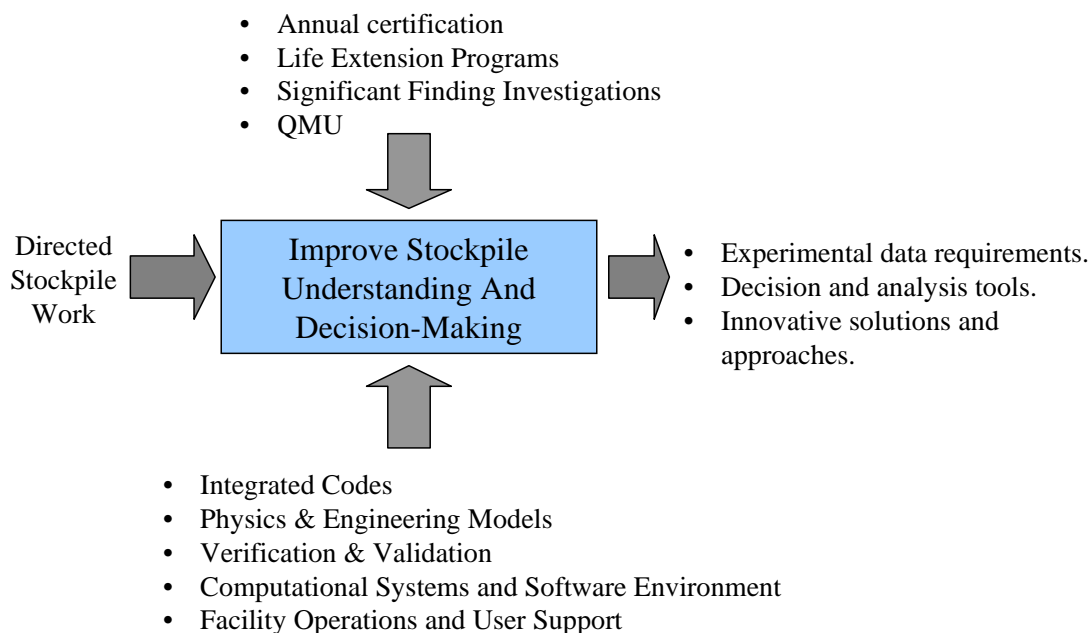 • Annual certification
• Life Extension Programs
• Significant Finding Investigations
• QMU
Directed
Stockpile
Work
Improve Stockpile
Understanding And
Decision-Making
• Experimental data requirements.
• Decision and analysis tools.
• Innovative solutions and
approaches.
• Integrated Codes
• Physics & Engineering Models
• Verification & Validation
• Computational Systems and Software Environment
• Facility Operations and User Support